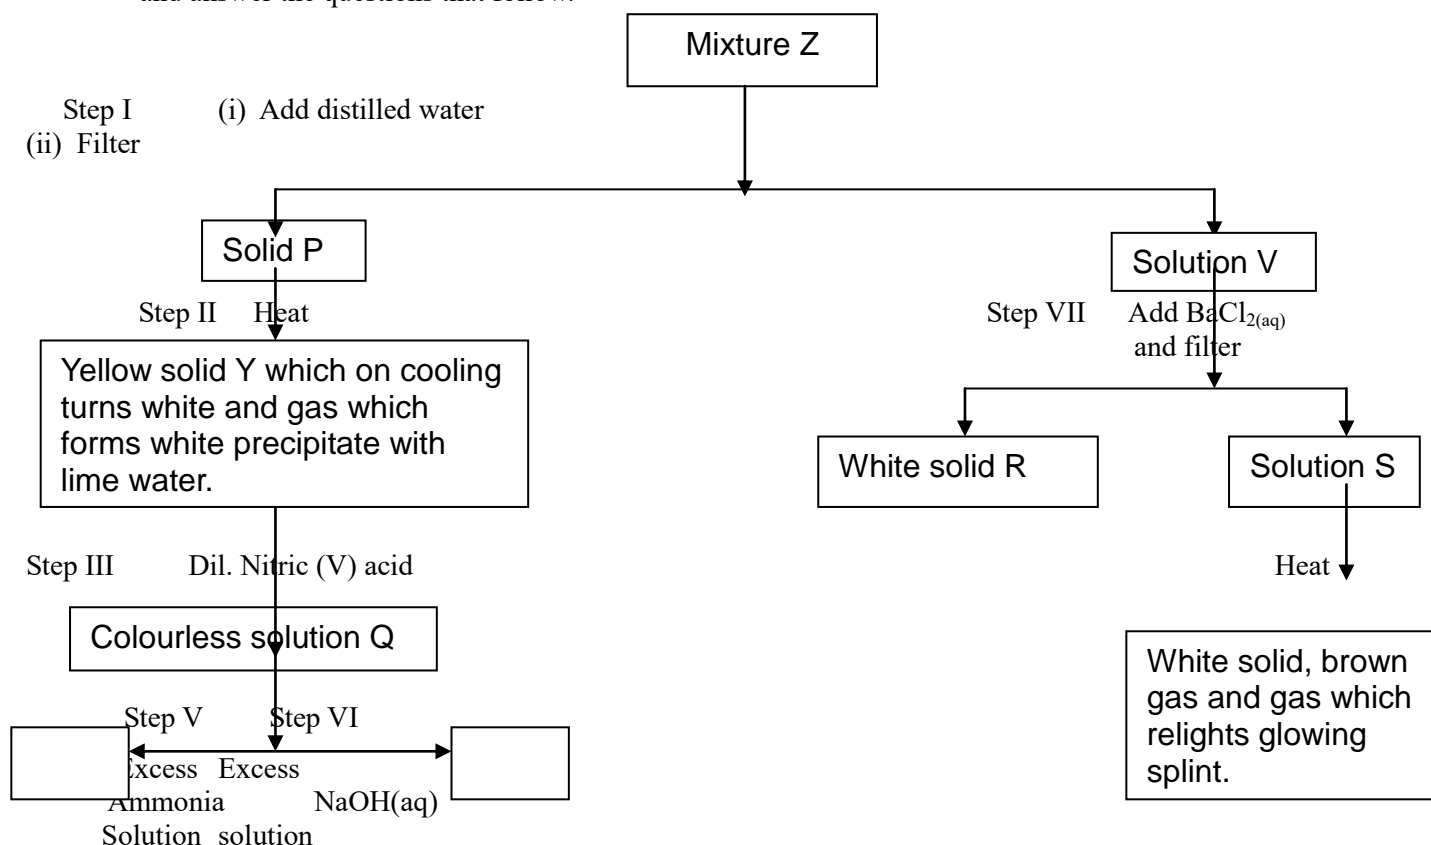 and answer the questions that follow.
Mixture Z
Step I (i) Add distilled water
(ii) Filter
Solid P
Solution V
Step II Heat
Step VII Add BaCl2(aq)
and filter
Yellow solid Y which on cooling
turns white and gas which
forms white precipitate with
lime water.
White solid R
Solution S
Step III Dil. Nitric (V) acid
Heat
Colourless solution Q
White solid, brown
gas and gas which
relights glowing
splint.
Step V Step VI
Excess Excess
Ammonia NaOH(aq)
Solution solution